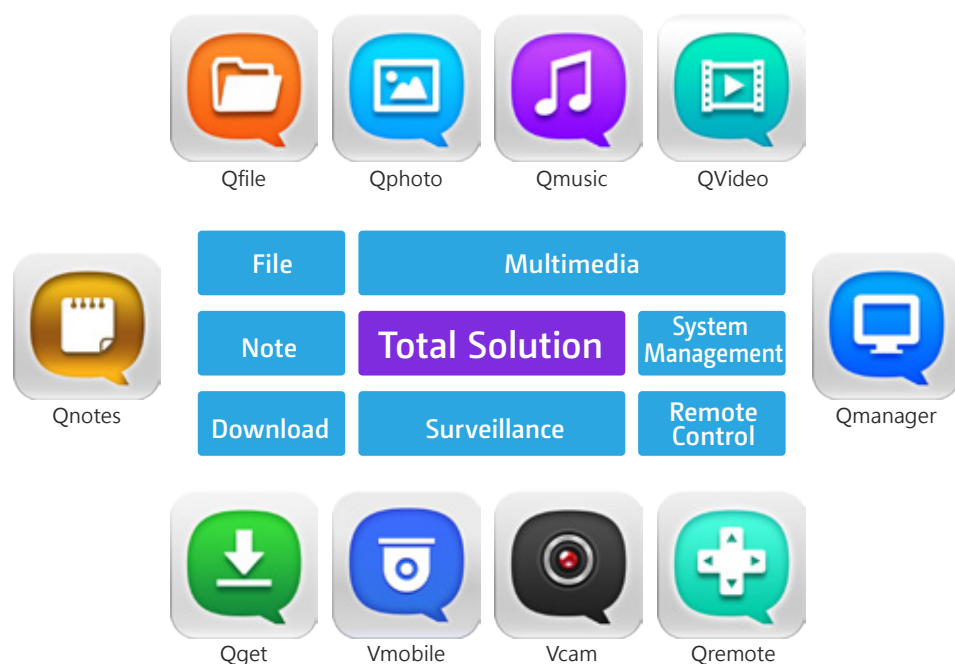 Qfile
Qphoto
Qmusic
QVideo
File
Multimedia
Qnotes
Note
Total Solution
System
Management
Qmanager
Download
Surveillance
Remote
Control
Qget
Vmobile
Vcam
Qremote